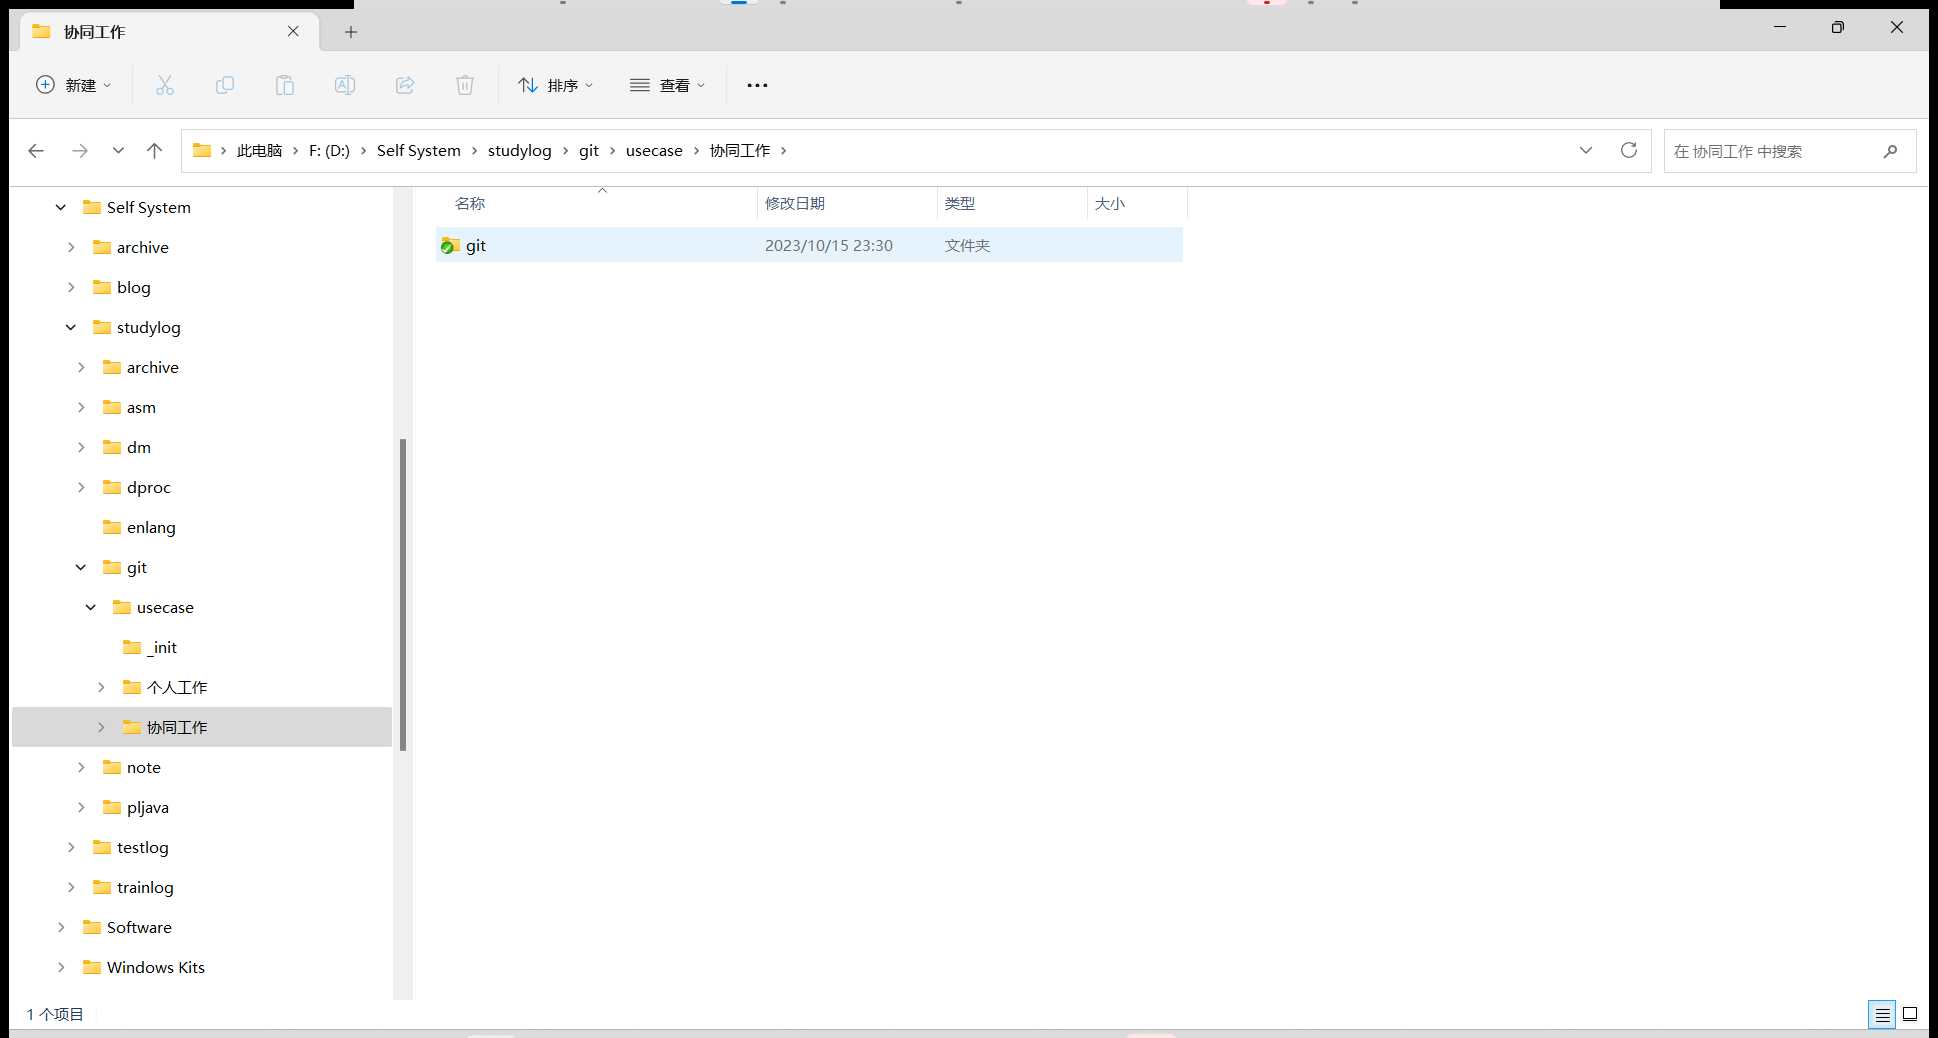 协同工作
新建
排序
查看
此电脑 F: (D:) Self System studylog git usecase 协同工作
在 协同工作 中搜索
Self System
archive
blog
studylog
archive
asm
dm
dproc
enlang
git
usecase
_init
个人工作
协同工作
note
pljava
testlog
trainlog
Software
Windows Kits
名称 修改日期 类型 大小
git 2023/10/15 23:30 文件夹
1 个项目